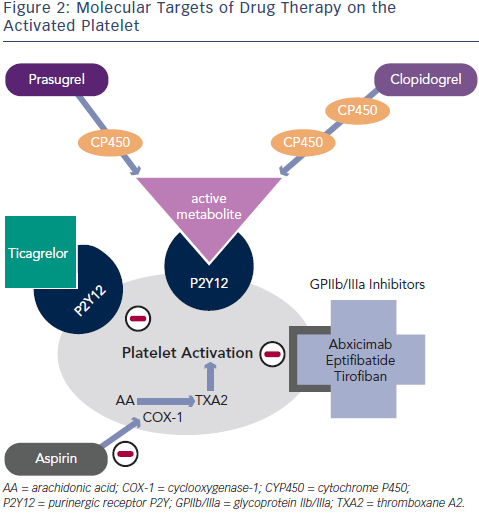 Figure 2: Molecular Targets of Drug Therapy on the
Activated Platelet
Prasugrel
Clopidogrel
CP450
CP450
CP450
active
metabolite
Ticagrelor
P2Y12
P2Y12
GPIIb/IIIa Inhibitors
Platelet Activation
Abxicimab
Eptifibatide
Tirofiban
AA
TXA2
COX-1
Aspirin
AA = arachidonic acid; COX-1 = cyclooxygenase-1; CYP450 = cytochrome P450;
P2Y12 = purinergic receptor P2Y; GPIIb/IIIa = glycoprotein IIb/IIIa; TXA2 = thromboxane A2.